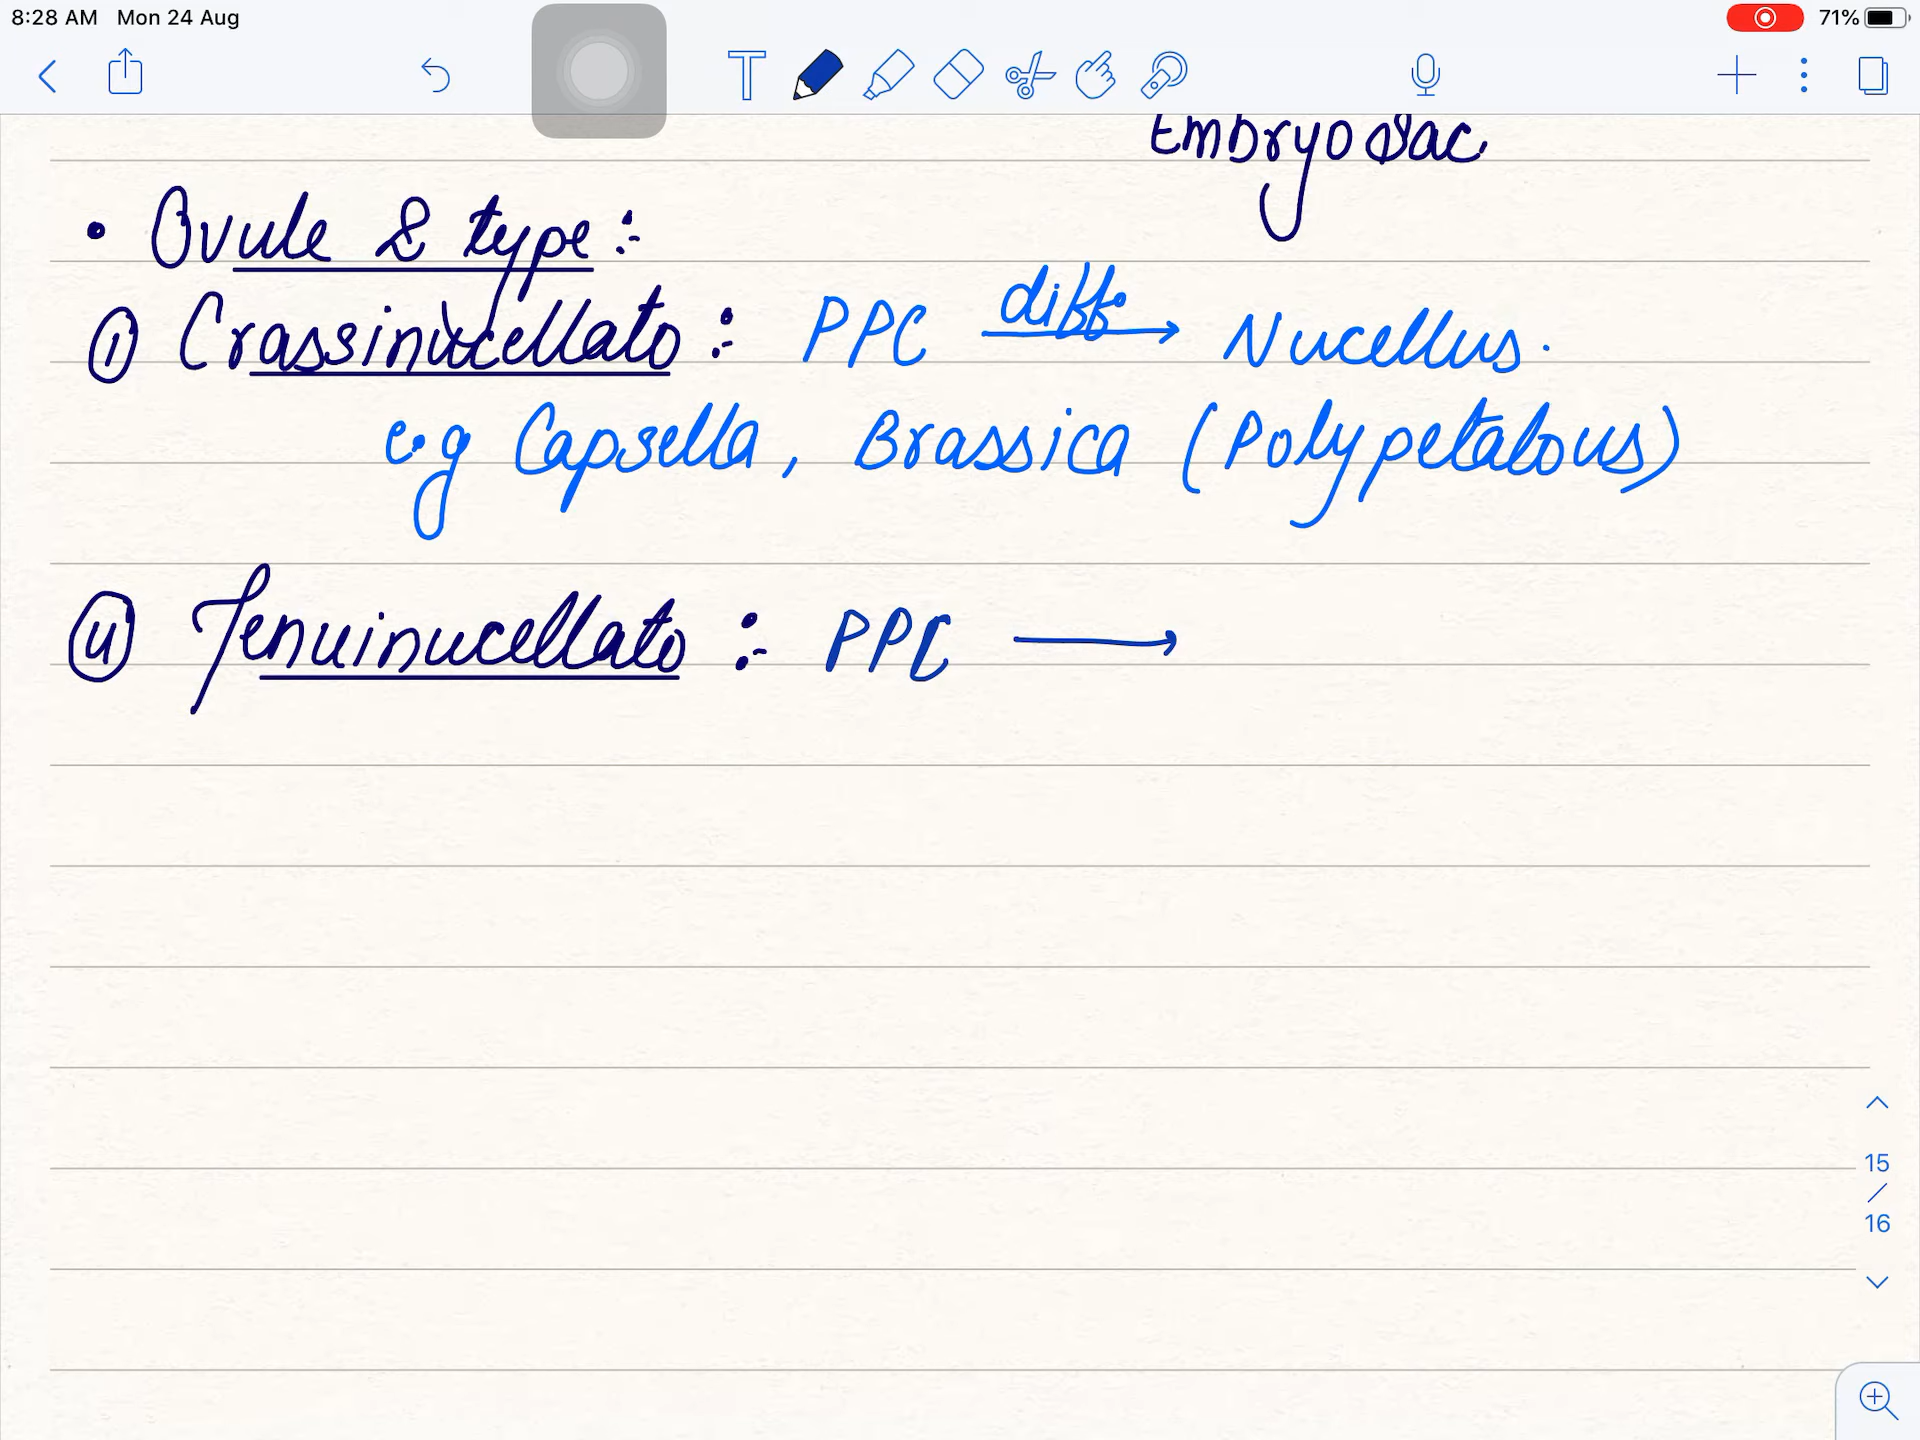 8:28 AM Mon 24 Aug 71%
T
Embryo Sac
• Ovule & type :-
① Crassinucellate :- PPC diff. → Nucellus.
e.g Capsella, Brassica (Polypetalous)
ⓘⓘ Tenuinucellate :- PPC →
15
/
16